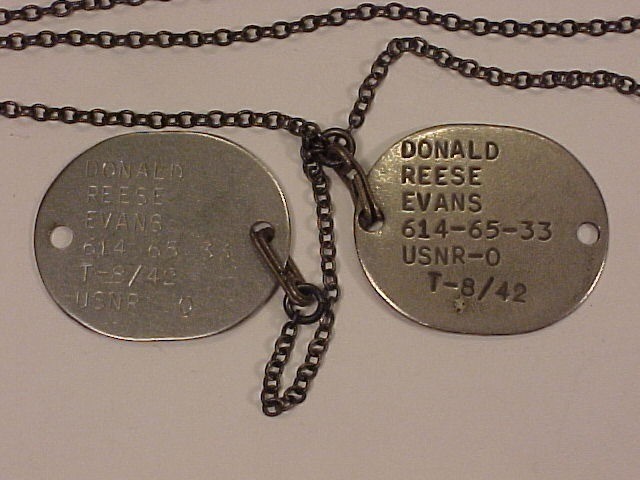 DONALD
REESE
EVANS
614-65-33
T-8/42
USNR-O
DONALD
REESE
EVANS
614-65-33
USNR-O
T-8/42